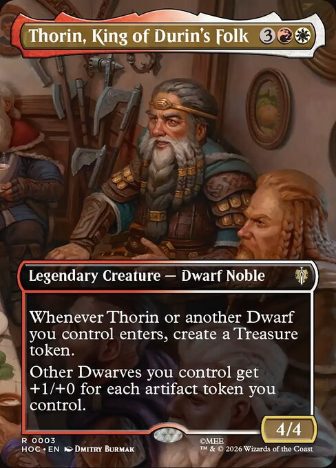 Thorin, King of Durin's Folk 3
Legendary Creature — Dwarf Noble
Whenever Thorin or another Dwarf
you control enters, create a Treasure
token.
Other Dwarves you control get
+1/+0 for each artifact token you
control.
4/4
R 0003
HOC • EN DMITRY BURMAK
©MEE
™ & © 2026 Wizards of the Coast